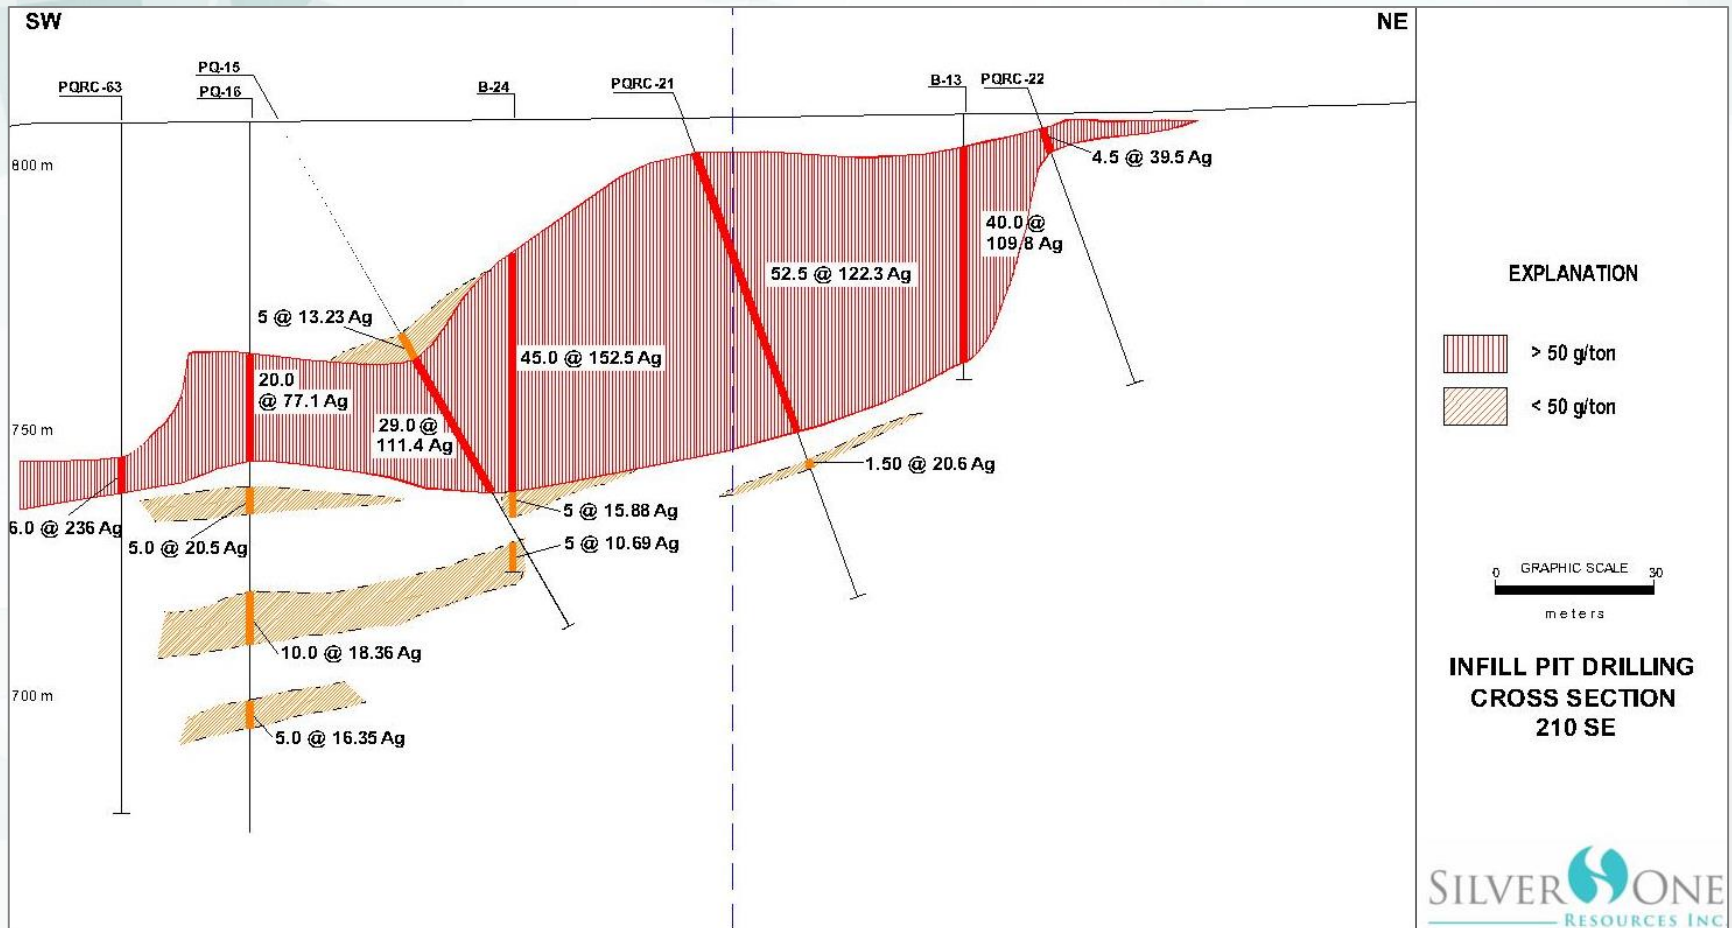 SW
NE
PQRC-63
PQ-15
PQ-16
B-24
PQRC-21
B-13
PQRC-22
800 m
750 m
700 m
4.5 @ 39.5 Ag
40.0 @
109.8 Ag
52.5 @ 122.3 Ag
5 @ 13.23 Ag
45.0 @ 152.5 Ag
20.0
@ 77.1 Ag
29.0 @
111.4 Ag
1.50 @ 20.6 Ag
6.0 @ 236 Ag
5.0 @ 20.5 Ag
5 @ 15.88 Ag
5 @ 10.69 Ag
10.0 @ 18.36 Ag
5.0 @ 16.35 Ag
EXPLANATION
> 50 g/ton
< 50 g/ton
0 GRAPHIC SCALE 30
meters
INFILL PIT DRILLING
CROSS SECTION
210 SE
SILVER ONE
RESOURCES INC